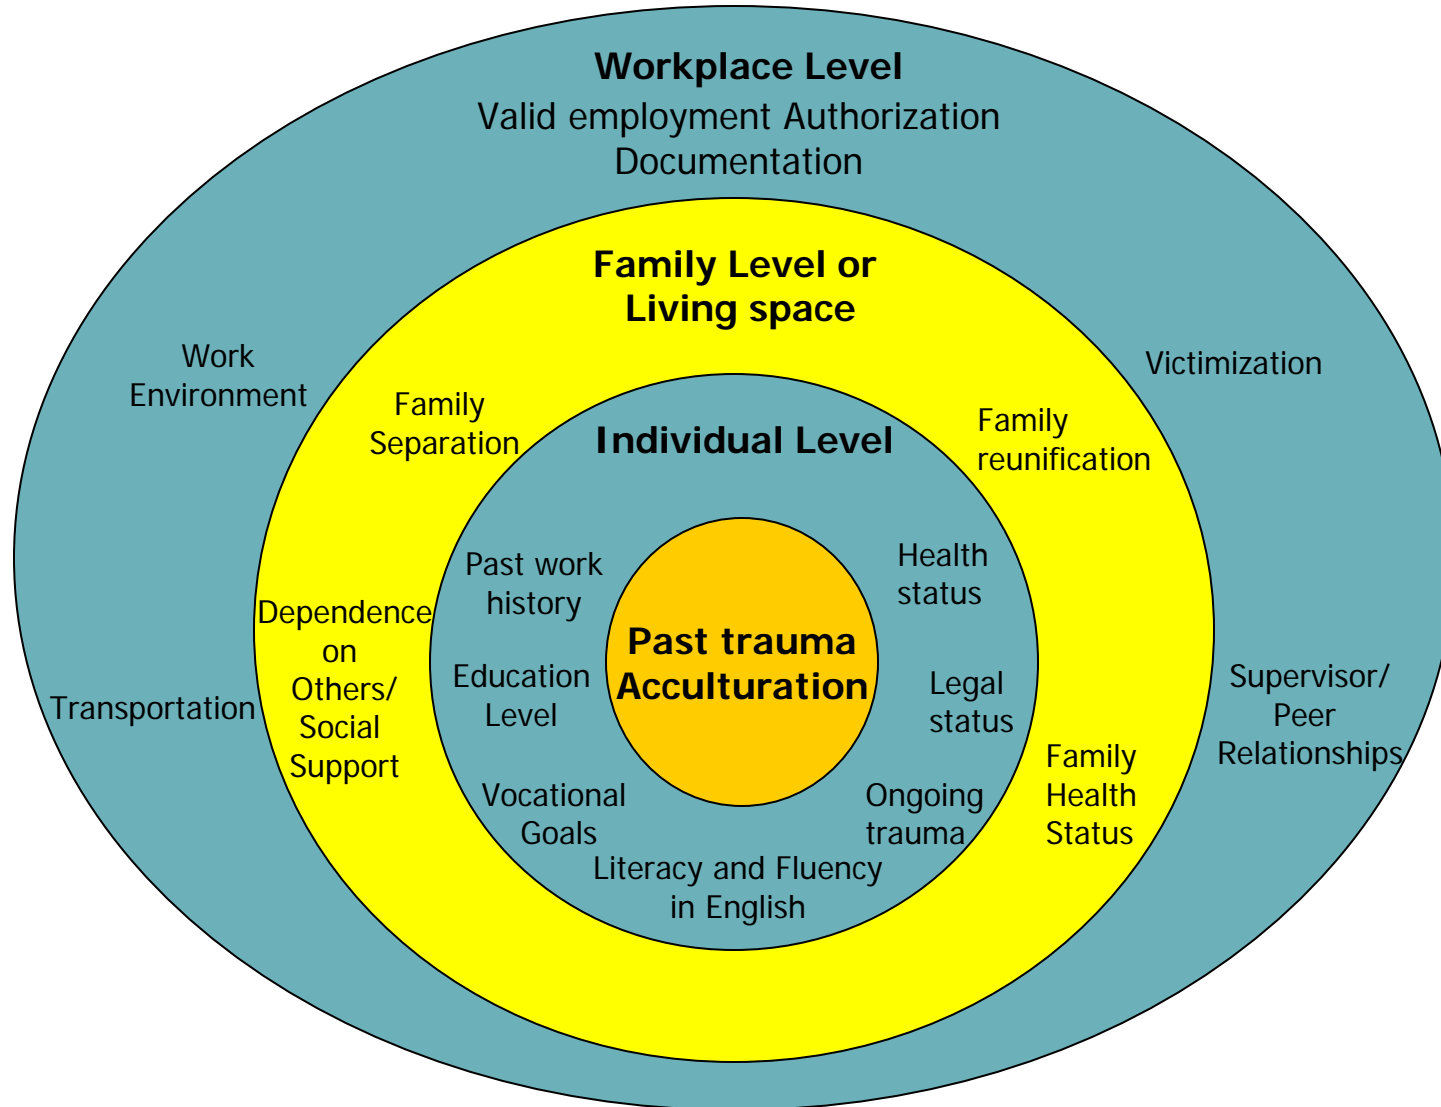 Workplace Level
Valid employment Authorization
Documentation
Family Level or
Living space
Work
Environment
Victimization
Family
Separation
Family
reunification
Individual Level
Past work
history
Health
status
Dependence
on
Others/
Social
Support
Past trauma
Acculturation
Education
Level
Legal
status
Transportation
Supervisor/
Peer
Relationships
Family
Health
Status
Vocational
Goals
Ongoing
trauma
Literacy and Fluency
in English